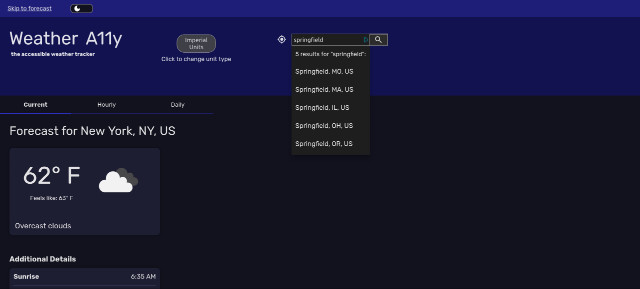 Skip to forecast
Weather A11y
the accessible weather tracker
Imperial
Units
Click to change unit type
springfield
5 results for "springfield":
Springfield, MO, US
Springfield, MA, US
Springfield, IL, US
Springfield, OH, US
Springfield, OR, US
Current
Hourly
Daily
Forecast for New York, NY, US
62° F
Feels like: 63° F
Overcast clouds
Additional Details
Sunrise
6:35 AM